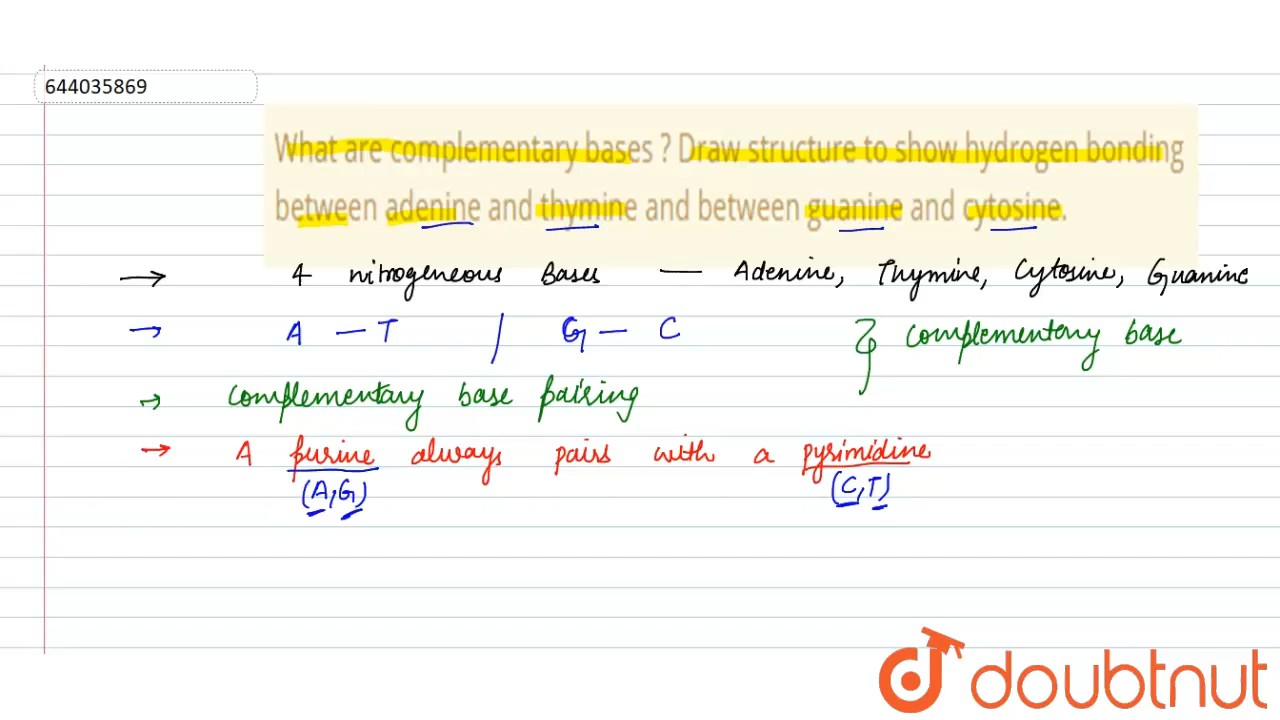 644035869
What are complementary bases ? Draw structure to show hydrogen bonding
between adenine and thymine and between guanine and cytosine.
→ 4 nitrogeneous Bases — Adenine, Thymine, Cytosine, Guanine
→ A — T / G — C } complementary base
→ complementary base pairing
→ A purine always pairs with a pyrimidine
(A,G) (C,T)
doubtnut